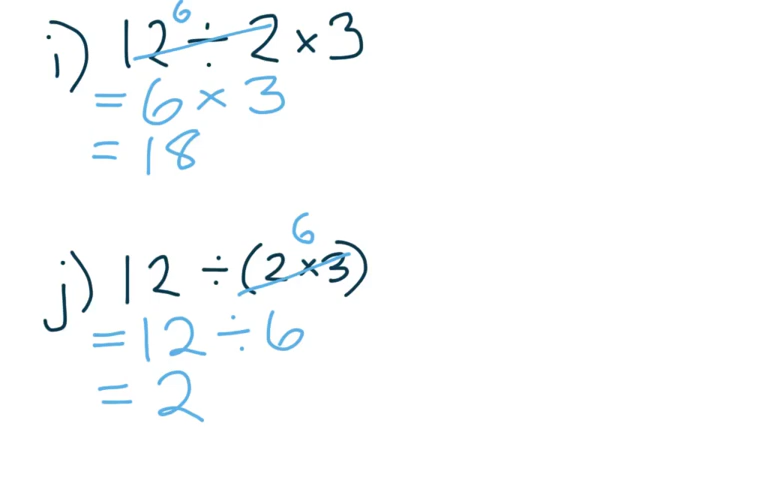 i) 12 ÷ 2 × 3
6
= 6 × 3
= 18
6
j) 12 ÷ (2 × 3)
= 12 ÷ 6
= 2